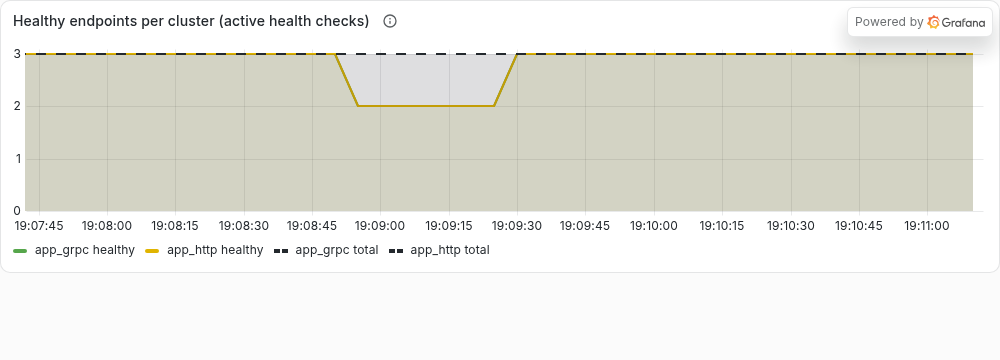 Healthy endpoints per cluster (active health checks)
Powered by Grafana
3
2
1
0
19:07:45 19:08:00 19:08:15 19:08:30 19:08:45 19:09:00 19:09:15 19:09:30 19:09:45 19:10:00 19:10:15 19:10:30 19:10:45 19:11:00
app_grpc healthy app_http healthy app_grpc total app_http total